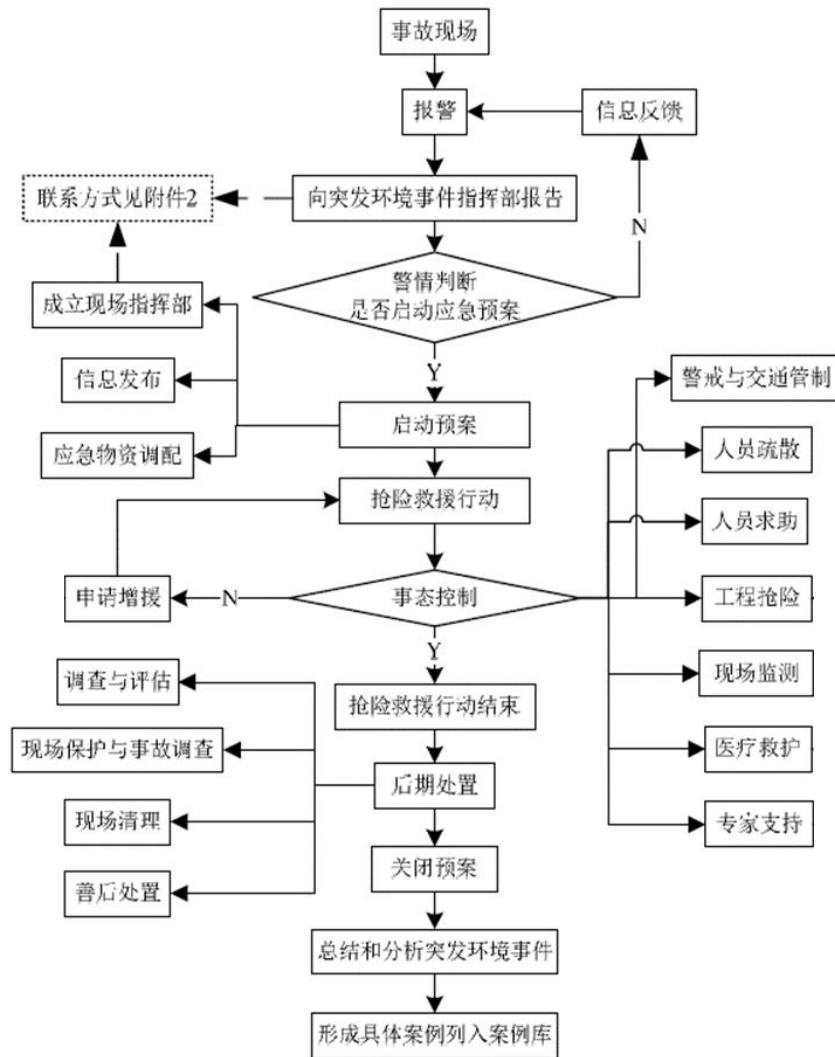 事故现场
报警
信息反馈
联系方式见附件2
向突发环境事件指挥部报告
N
警情判断
是否启动应急预案
成立现场指挥部
Y
信息发布
警戒与交通管制
启动预案
应急物资调配
人员疏散
抢险救援行动
人员求助
申请增援
N
事态控制
工程抢险
Y
调查与评估
现场监测
抢险救援行动结束
现场保护与事故调查
医疗救护
后期处置
现场清理
专家支持
关闭预案
善后处置
总结和分析突发环境事件
形成具体案例列入案例库